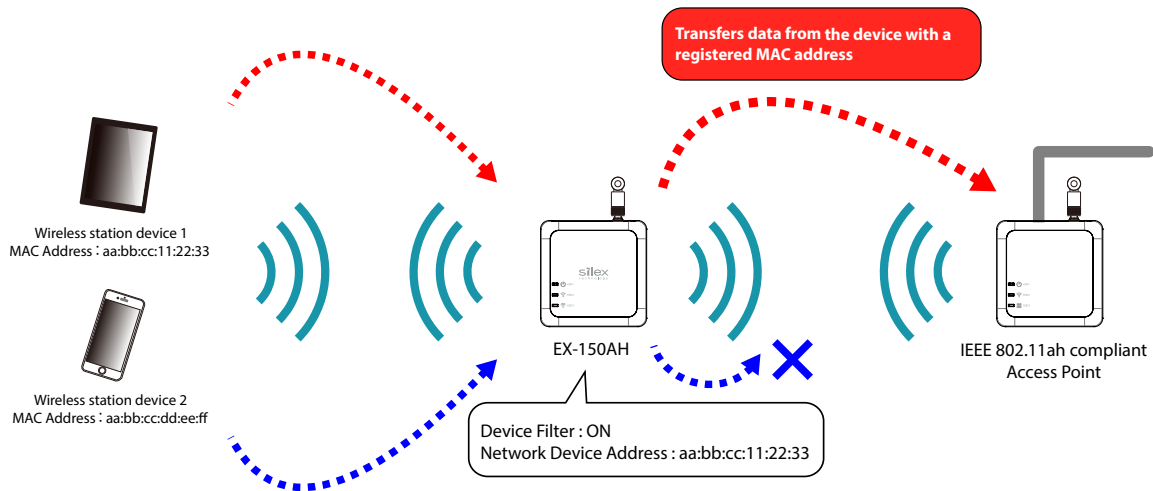 Transfers data from the device with a
registered MAC address
Wireless station device 1
MAC Address : aa:bb:cc:11:22:33
silex
technology
EX-150AH
IEEE 802.11ah compliant
Access Point
Wireless station device 2
MAC Address : aa:bb:cc:dd:ee:ff
Device Filter : ON
Network Device Address : aa:bb:cc:11:22:33